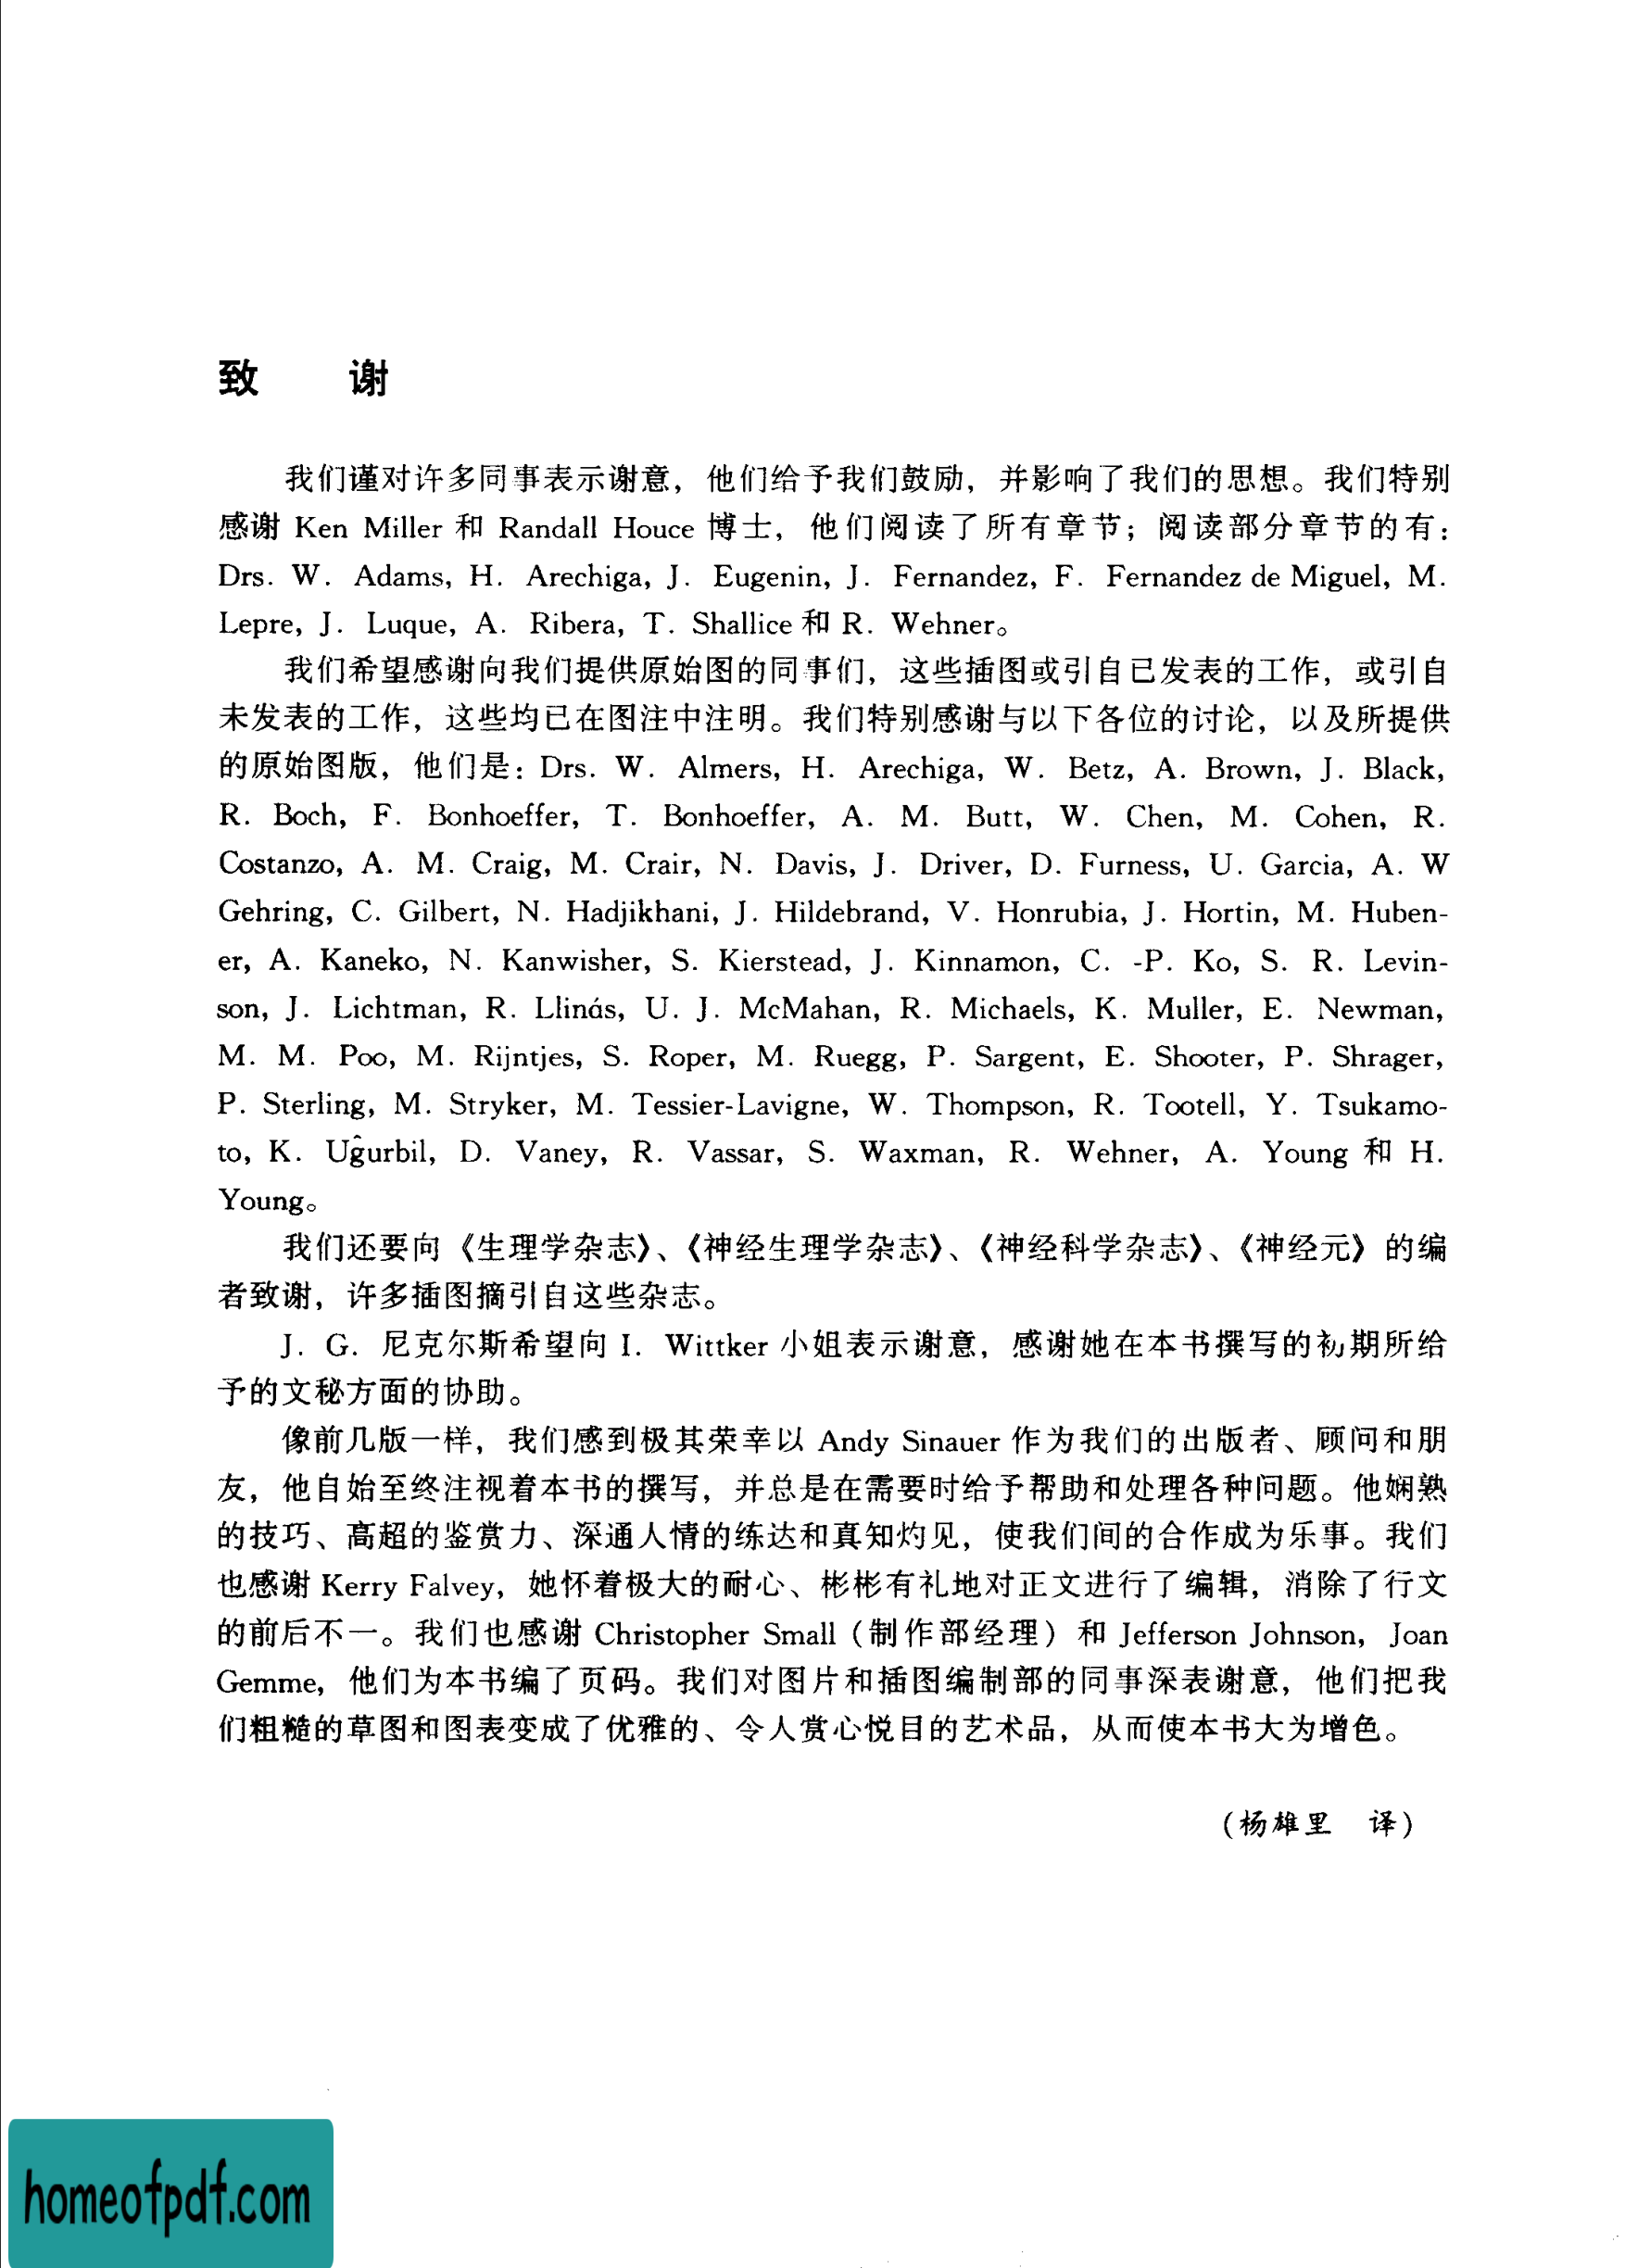 致　　谢
我们谨对许多同事表示谢意，他们给予我们鼓励，并影响了我们的思想。我们特别
感谢 Ken Miller 和 Randall Houce 博士，他们阅读了所有章节；阅读部分章节的有：
Drs. W. Adams, H. Arechiga, J. Eugenin, J. Fernandez, F. Fernandez de Miguel, M.
Lepre, J. Luque, A. Ribera, T. Shallice 和 R. Wehner。
我们希望感谢向我们提供原始图的同事们，这些插图或引自已发表的工作，或引自
未发表的工作，这些均已在图注中注明。我们特别感谢与以下各位的讨论，以及所提供
的原始图版，他们是：Drs. W. Almers, H. Arechiga, W. Betz, A. Brown, J. Black,
R. Boch, F. Bonhoeffer, T. Bonhoeffer, A. M. Butt, W. Chen, M. Cohen, R.
Costanzo, A. M. Craig, M. Crair, N. Davis, J. Driver, D. Furness, U. Garcia, A. W
Gehring, C. Gilbert, N. Hadjikhani, J. Hildebrand, V. Honrubia, J. Hortin, M. Huben-
er, A. Kaneko, N. Kanwisher, S. Kierstead, J. Kinnamon, C. -P. Ko, S. R. Levin-
son, J. Lichtman, R. Llinás, U. J. McMahan, R. Michaels, K. Muller, E. Newman,
M. M. Poo, M. Rijntjes, S. Roper, M. Ruegg, P. Sargent, E. Shooter, P. Shrager,
P. Sterling, M. Stryker, M. Tessier-Lavigne, W. Thompson, R. Tootell, Y. Tsukamo-
to, K. Uĝurbil, D. Vaney, R. Vassar, S. Waxman, R. Wehner, A. Young 和 H.
Young。
我们还要向《生理学杂志》、《神经生理学杂志》、《神经科学杂志》、《神经元》的编
者致谢，许多插图摘引自这些杂志。
J. G. 尼克尔斯希望向 I. Wittker 小姐表示谢意，感谢她在本书撰写的初期所给
予的文秘方面的协助。
像前几版一样，我们感到极其荣幸以 Andy Sinauer 作为我们的出版者、顾问和朋
友，他自始至终注视着本书的撰写，并总是在需要时给予帮助和处理各种问题。他娴熟
的技巧、高超的鉴赏力、深通人情的练达和真知灼见，使我们间的合作成为乐事。我们
也感谢 Kerry Falvey，她怀着极大的耐心、彬彬有礼地对正文进行了编辑，消除了行文
的前后不一。我们也感谢 Christopher Small（制作部经理）和 Jefferson Johnson, Joan
Gemme，他们为本书编了页码。我们对图片和插图编制部的同事深表谢意，他们把我
们粗糙的草图和图表变成了优雅的、令人赏心悦目的艺术品，从而使本书大为增色。
（杨雄里　译）
homeofpdf.com